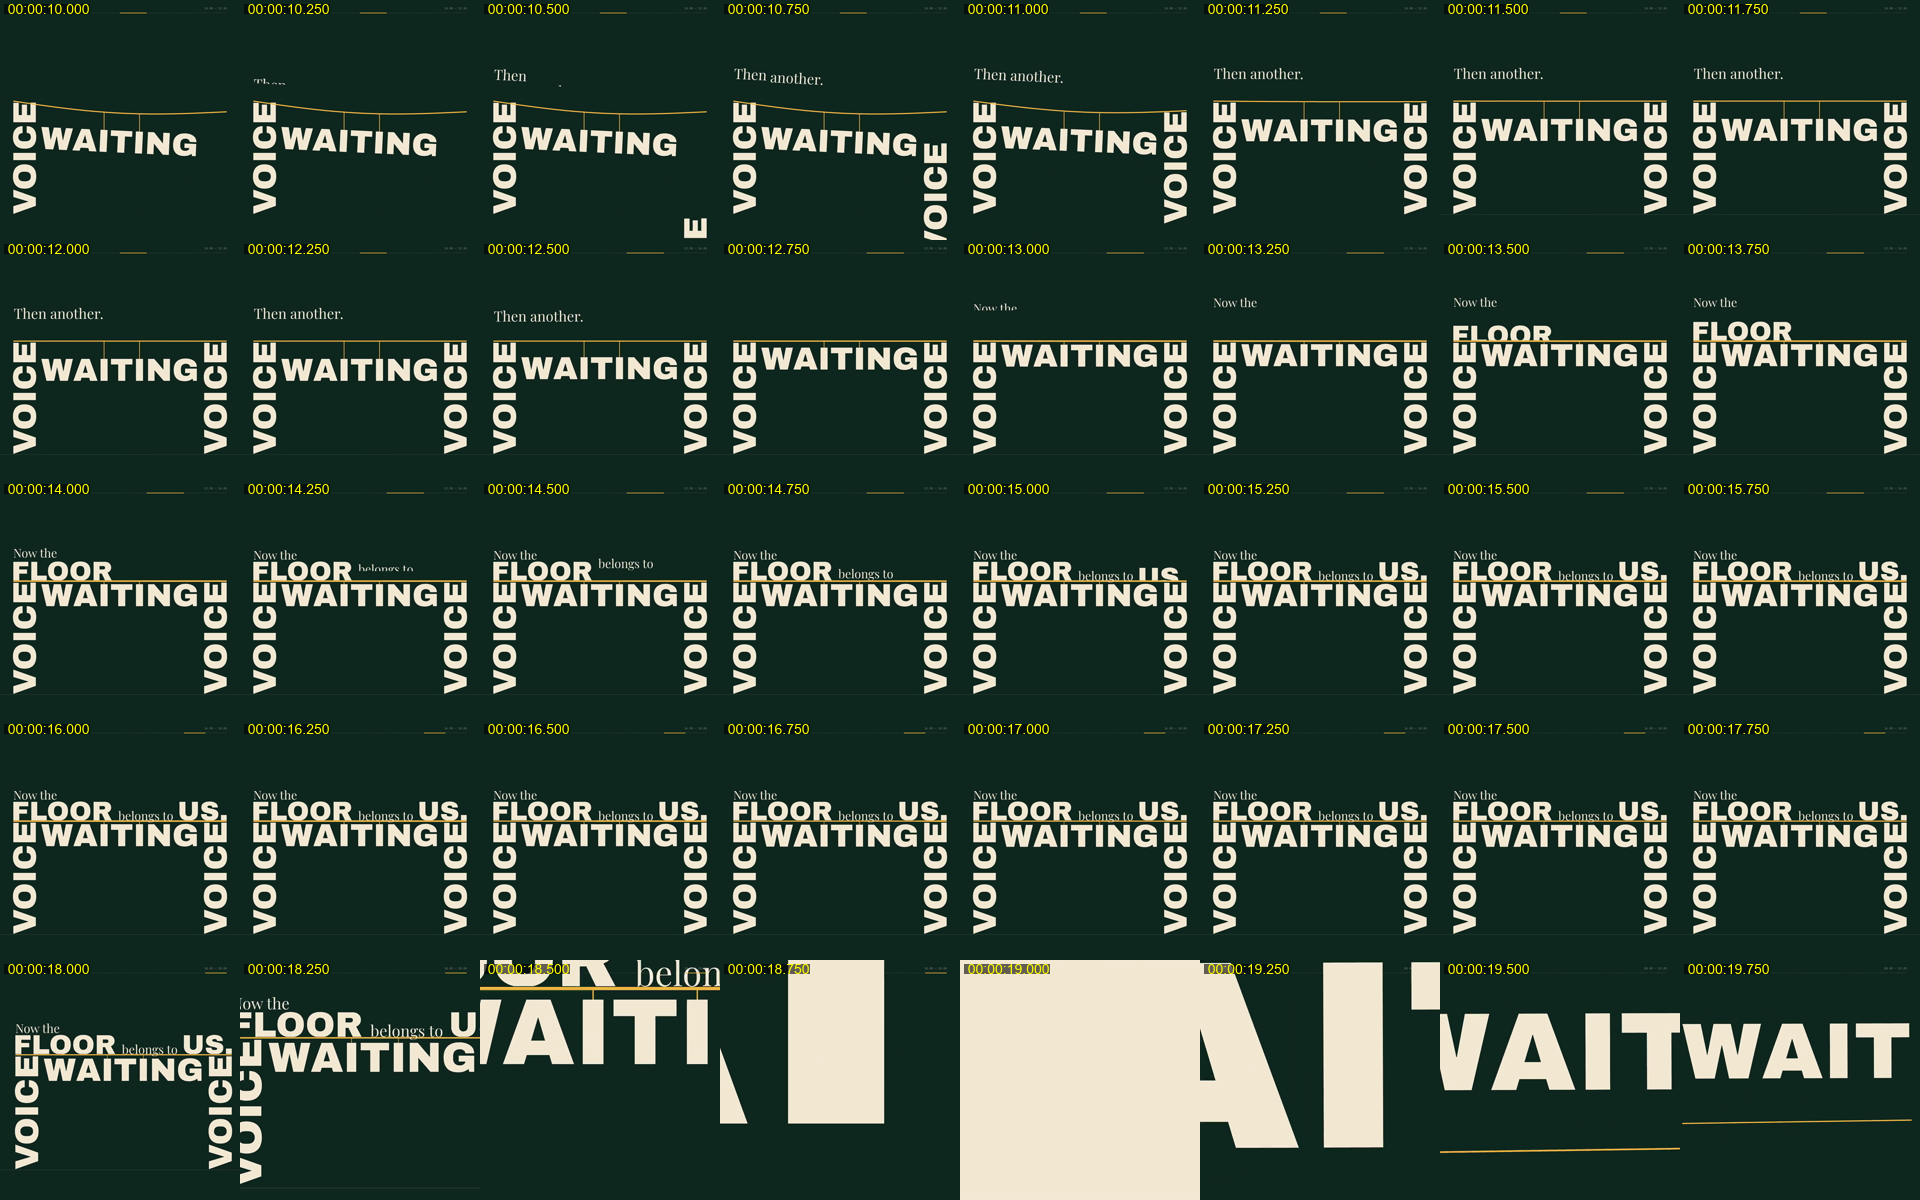 00:00:10.000 00:00:10.250 00:00:10.500 00:00:10.750 00:00:11.000 00:00:11.250 00:00:11.500 00:00:11.750
Then Then another. Then another. Then another. Then another. Then another.
VOICE WAITING VOICE WAITING VOICE WAITING E VOICE WAITING VOICE VOICE WAITING VOICE VOICE WAITING VOICE VOICE WAITING VOICE VOICE WAITING VOICE
00:00:12.000 00:00:12.250 00:00:12.500 00:00:12.750 00:00:13.000 00:00:13.250 00:00:13.500 00:00:13.750
Then another. Then another. Then another. Now the Now the Now the Now the
FLOOR FLOOR
VOICE WAITING VOICE VOICE WAITING VOICE VOICE WAITING VOICE VOICE WAITING VOICE VOICE WAITING VOICE VOICE WAITING VOICE VOICE WAITING VOICE VOICE WAITING VOICE
00:00:14.000 00:00:14.250 00:00:14.500 00:00:14.750 00:00:15.000 00:00:15.250 00:00:15.500 00:00:15.750
Now the Now the Now the Now the Now the Now the Now the Now the
FLOOR FLOOR belongs to FLOOR belongs to FLOOR belongs to FLOOR belongs to US. FLOOR belongs to US. FLOOR belongs to US. FLOOR belongs to US.
VOICE WAITING VOICE VOICE WAITING VOICE VOICE WAITING VOICE VOICE WAITING VOICE VOICE WAITING VOICE VOICE WAITING VOICE VOICE WAITING VOICE VOICE WAITING VOICE
00:00:16.000 00:00:16.250 00:00:16.500 00:00:16.750 00:00:17.000 00:00:17.250 00:00:17.500 00:00:17.750
Now the Now the Now the Now the Now the Now the Now the Now the
FLOOR belongs to US. FLOOR belongs to US. FLOOR belongs to US. FLOOR belongs to US. FLOOR belongs to US. FLOOR belongs to US. FLOOR belongs to US. FLOOR belongs to US.
VOICE WAITING VOICE VOICE WAITING VOICE VOICE WAITING VOICE VOICE WAITING VOICE VOICE WAITING VOICE VOICE WAITING VOICE VOICE WAITING VOICE VOICE WAITING VOICE
00:00:18.000 00:00:18.250 00:00:18.500 00:00:18.750 00:00:19.000 00:00:19.250 00:00:19.500 00:00:19.750
Now the Now the
FLOOR belongs to US. FLOOR belongs to U OOR belon
VOICE WAITING VOICE VOICE WAITING WAITI AI WAIT WAIT